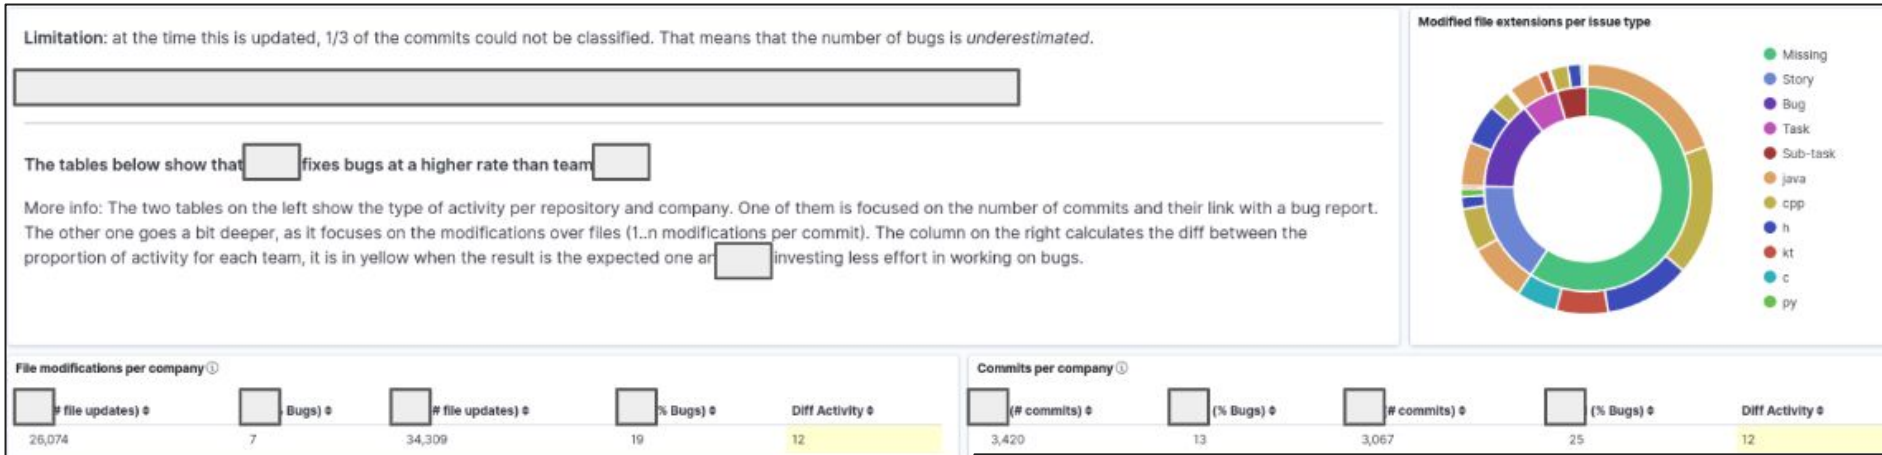 Limitation: at the time this is updated, 1/3 of the commits could not be classified. That means that the number of bugs is underestimated.
The tables below show that fixes bugs at a higher rate than team
More info: The two tables on the left show the type of activity per repository and company. One of them is focused on the number of commits and their link with a bug report.
The other one goes a bit deeper, as it focuses on the modifications over files (1..n modifications per commit). The column on the right calculates the diff between the
proportion of activity for each team, it is in yellow when the result is the expected one an investing less effort in working on bugs.
Modified file extensions per issue type
Missing
Story
Bug
Task
Sub-task
java
cpp
h
kt
c
py
File modifications per company
# file updates) Bugs) # file updates) % Bugs) Diff Activity
26,074 7 34,309 19 12
Commits per company
(# commits) (% Bugs) # commits) (% Bugs) Diff Activity
3,420 13 3,067 25 12